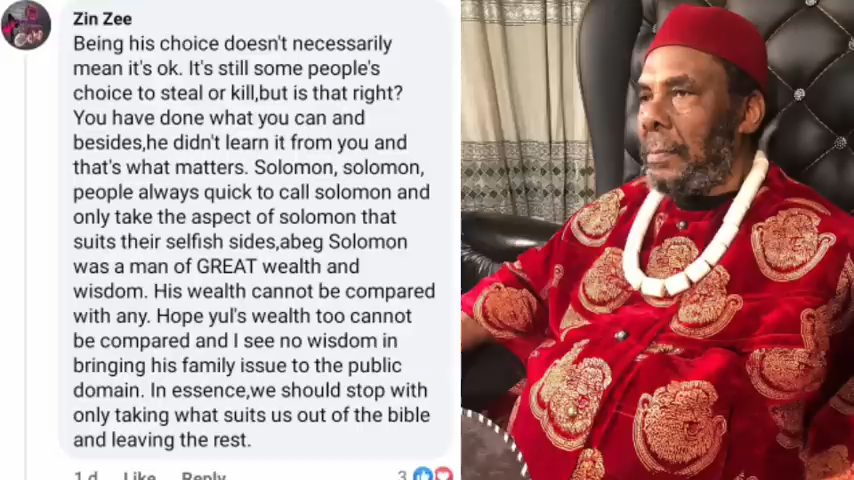 Zin Zee
Being his choice doesn't necessarily
mean it's ok. It's still some people's
choice to steal or kill,but is that right?
You have done what you can and
besides,he didn't learn it from you and
that's what matters. Solomon, solomon,
people always quick to call solomon and
only take the aspect of solomon that
suits their selfish sides,abeg Solomon
was a man of GREAT wealth and
wisdom. His wealth cannot be compared
with any. Hope yul's wealth too cannot
be compared and I see no wisdom in
bringing his family issue to the public
domain. In essence,we should stop with
only taking what suits us out of the bible
and leaving the rest.
1 d Like Reply 3